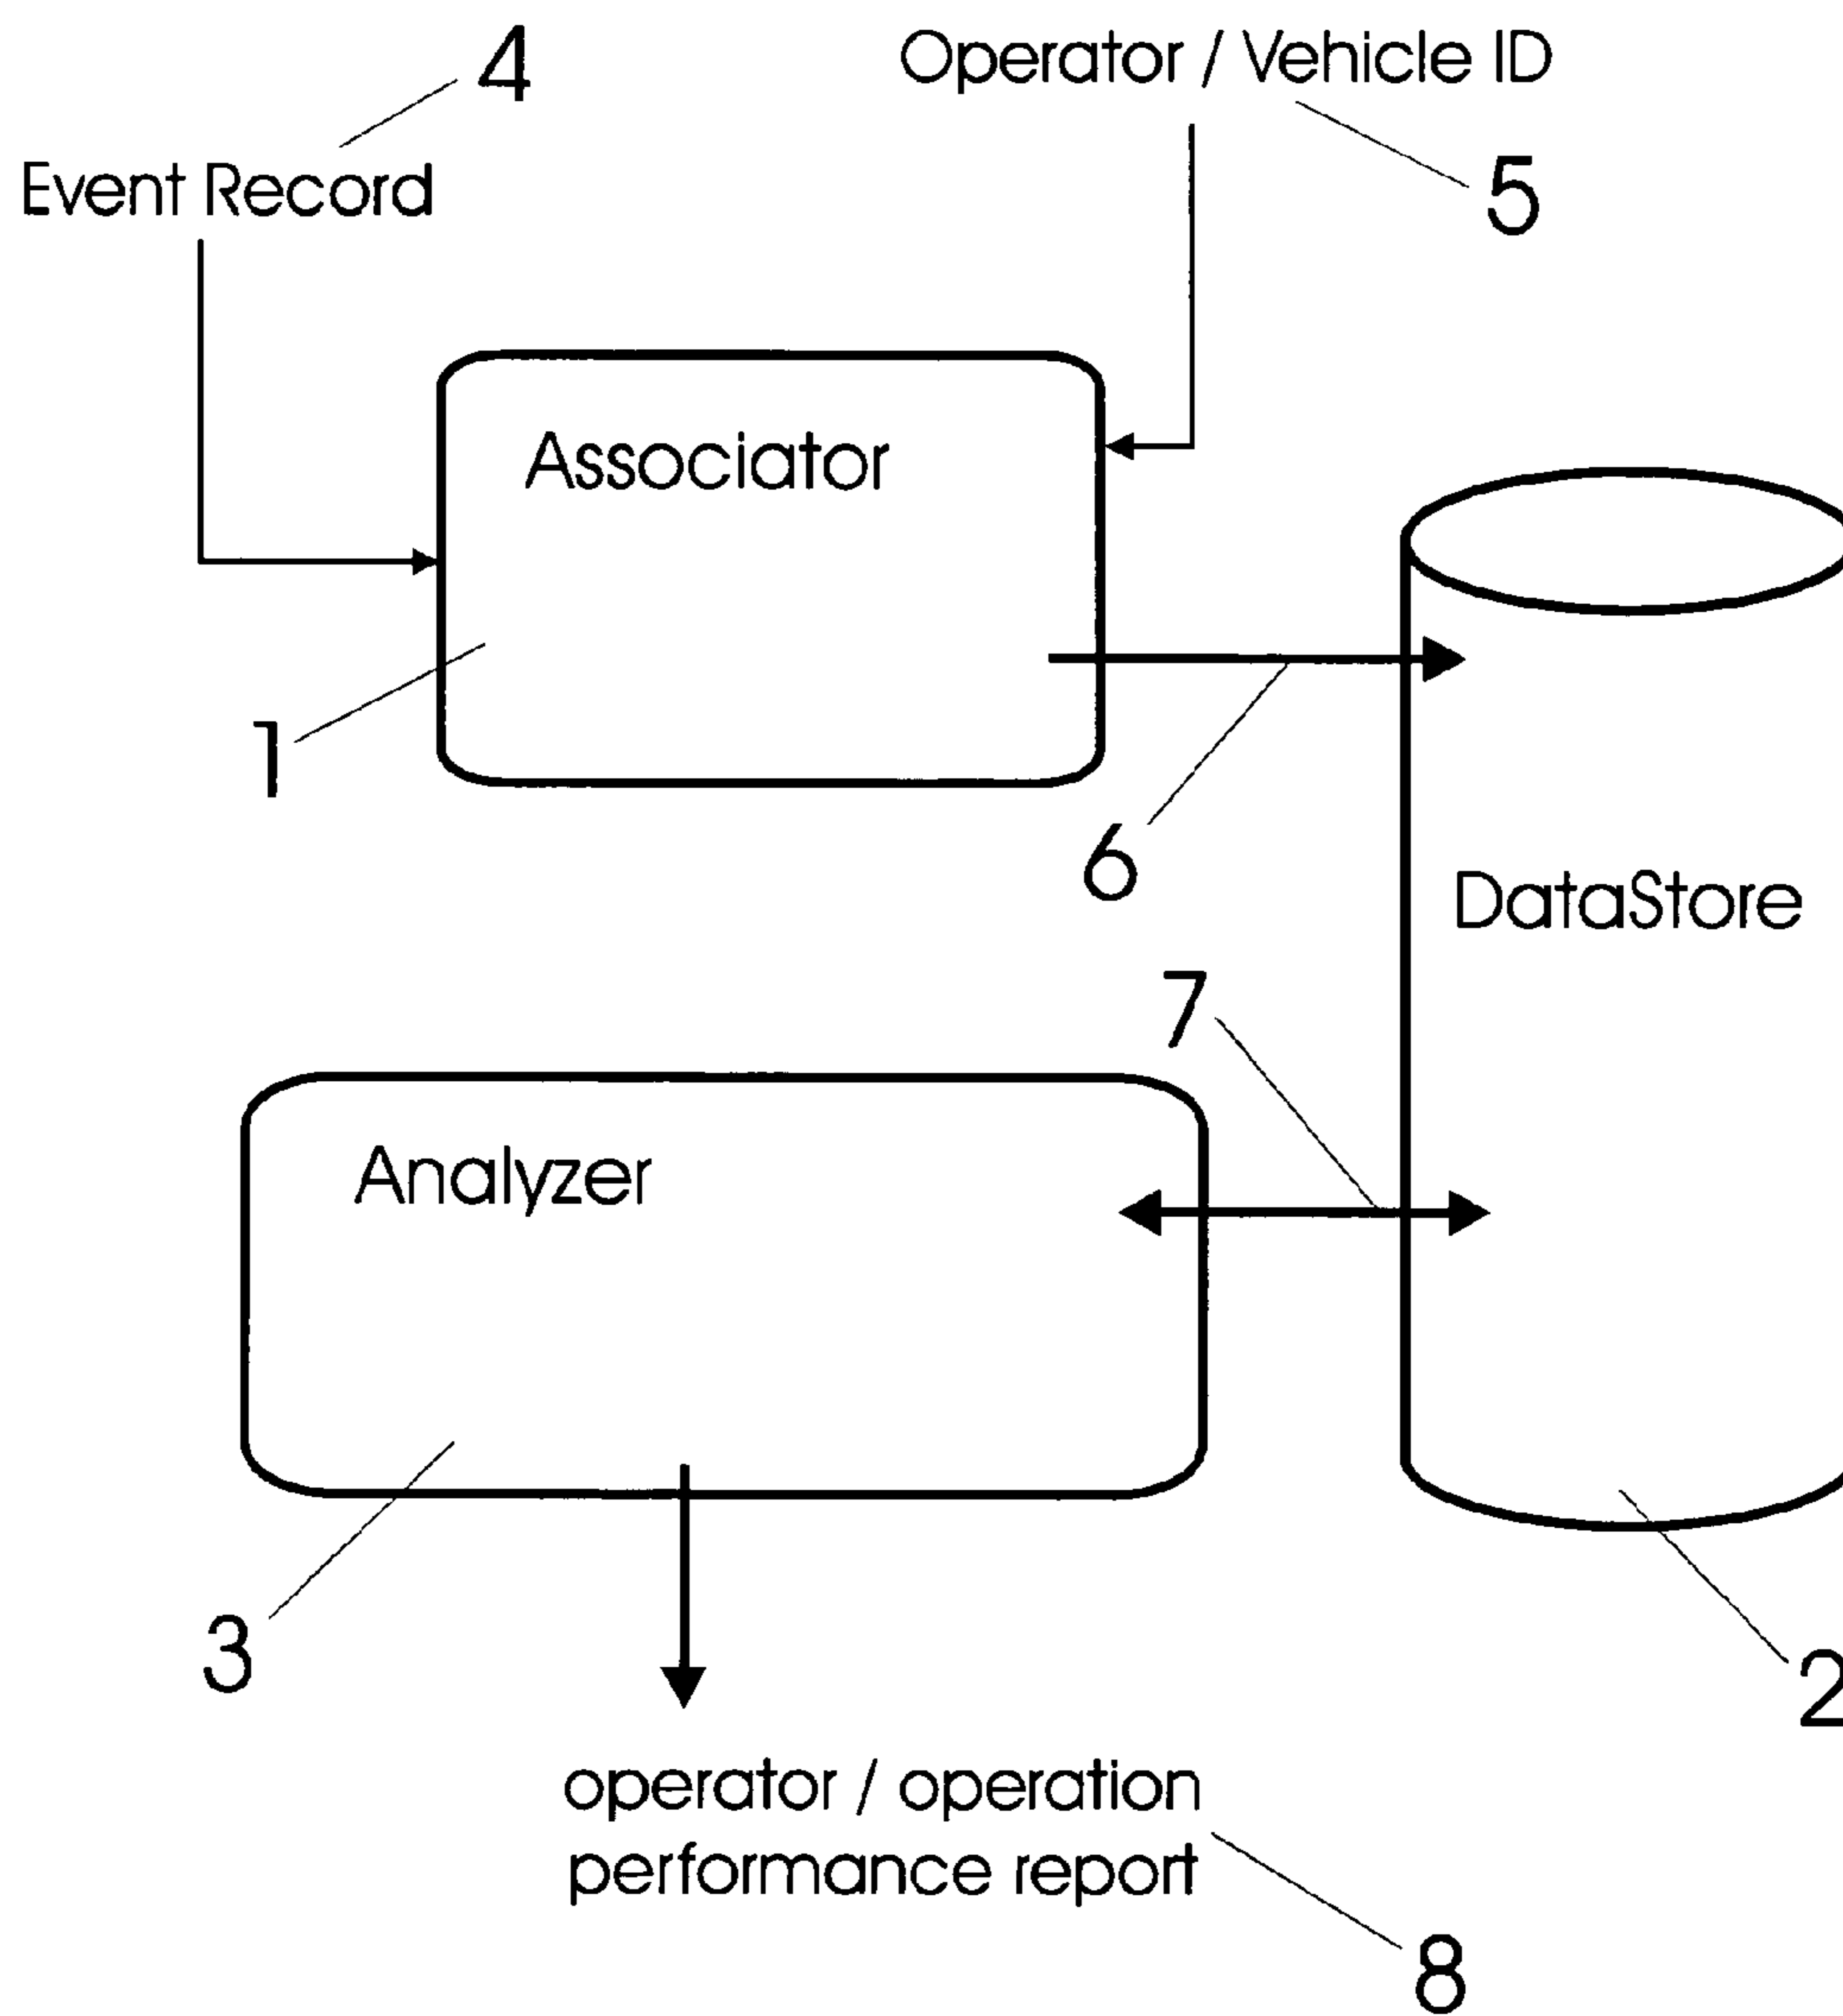 4
Operator / Vehicle ID
Event Record
5
Associator
1
6
DataStore
7
Analyzer
3
2
operator / operation
performance report
8